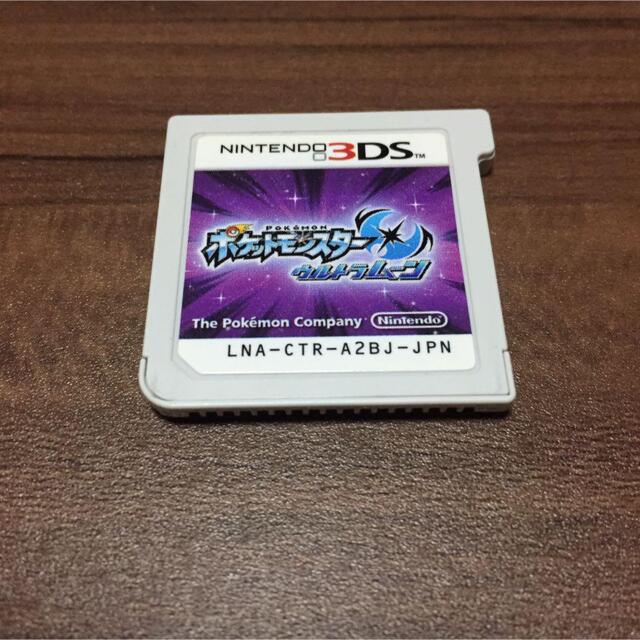 NINTENDO 3DS™
POKÉMON
ポケットモンスター
ウルトラムーン
The Pokémon Company Nintendo
LNA-CTR-A2BJ-JPN